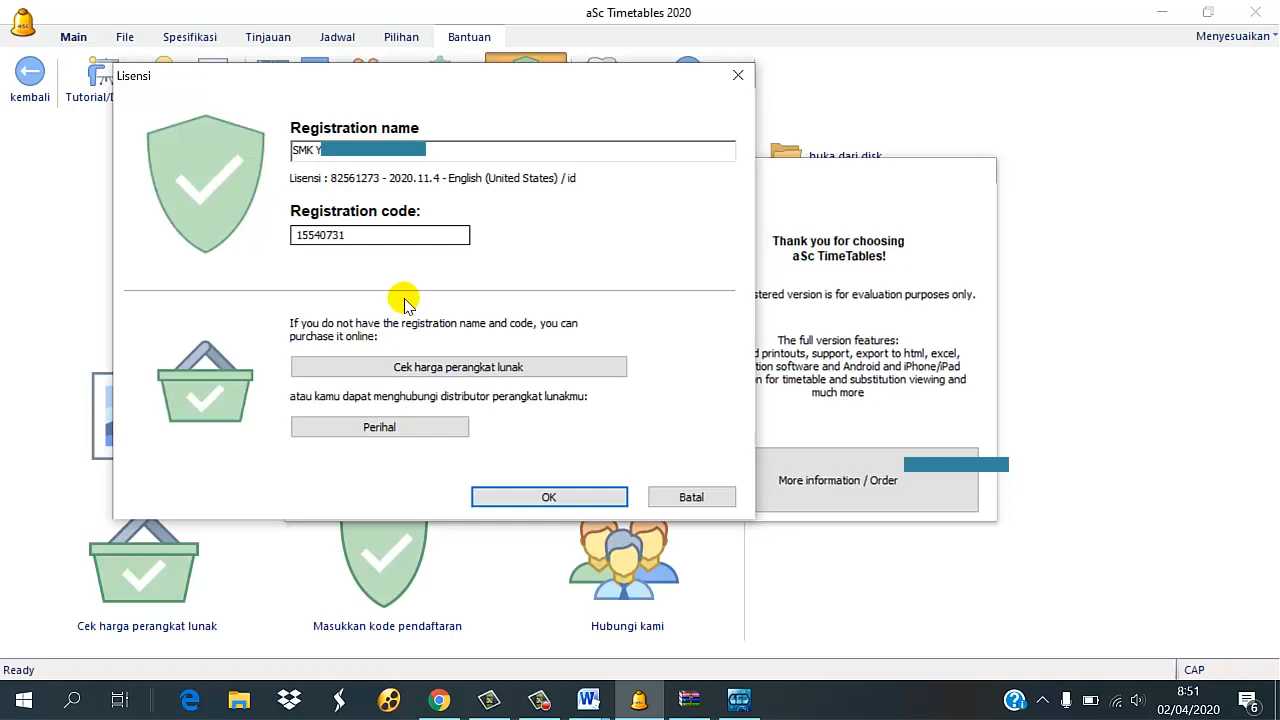 aSc Timetables 2020
Main File Spesifikasi Tinjauan Jadwal Pilihan Bantuan Menyesuaikan
kembali
Lisensi
buka dari disk
Registration name
SMK Y
Lisensi : 82561273 - 2020.11.4 - English (United States) / id
Registration code:
15540731
If you do not have the registration name and code, you can
purchase it online:
Cek harga perangkat lunak
atau kamu dapat menghubungi distributor perangkat lunakmu:
Perihal
OK Batal
Thank you for choosing
aSc TimeTables!
version is for evaluation purposes only.
The full version features:
printouts, support, export to html, excel,
software and Android and iPhone/iPad
for timetable and substitution viewing and
much more
More information / Order
Cek harga perangkat lunak
Masukkan kode pendaftaran
Hubungi kami
Ready CAP
8:51
02/04/2020
6